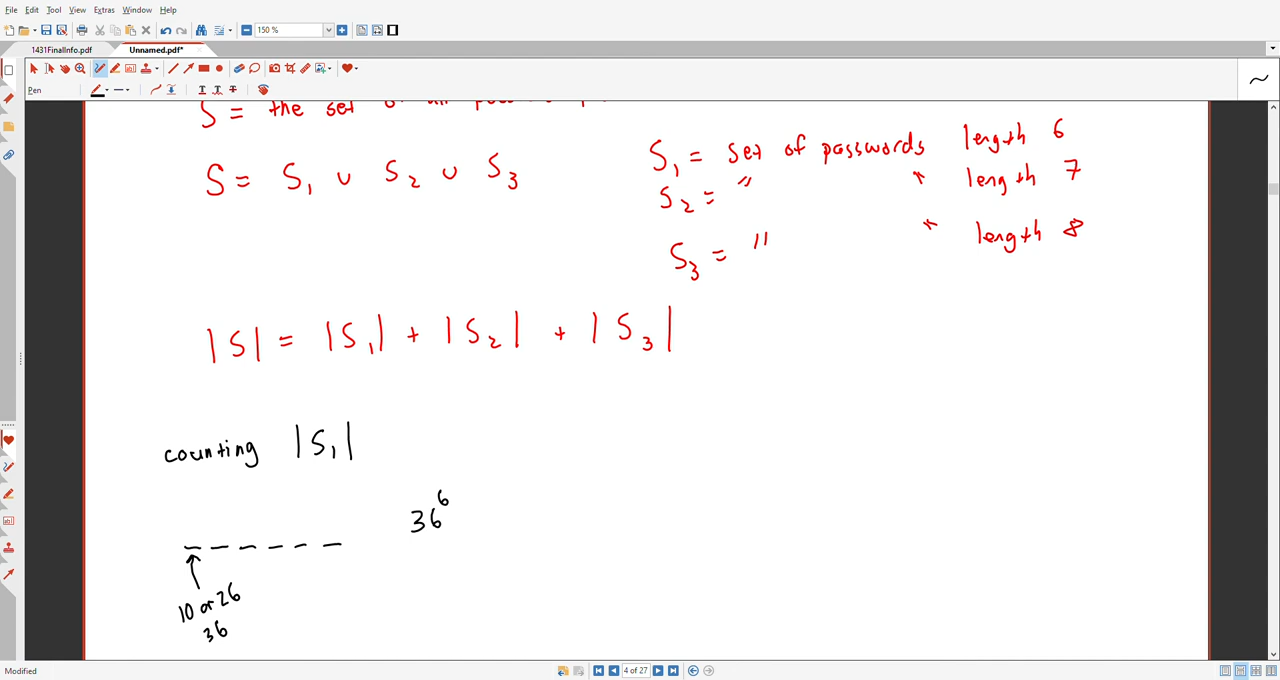 File Edit Tool View Extras Window Help
150 %
1431FinalInfo.pdf Unnamed.pdf*
Pen
S = the set of all
S = S₁ ∪ S₂ ∪ S₃
S₁ = set of passwords length 6
S₂ = " " length 7
S₃ = " " length 8
|S| = |S₁| + |S₂| + |S₃|
counting |S₁|
36⁶
_ _ _ _ _ _
10 or 26
36
Modified
4 of 27